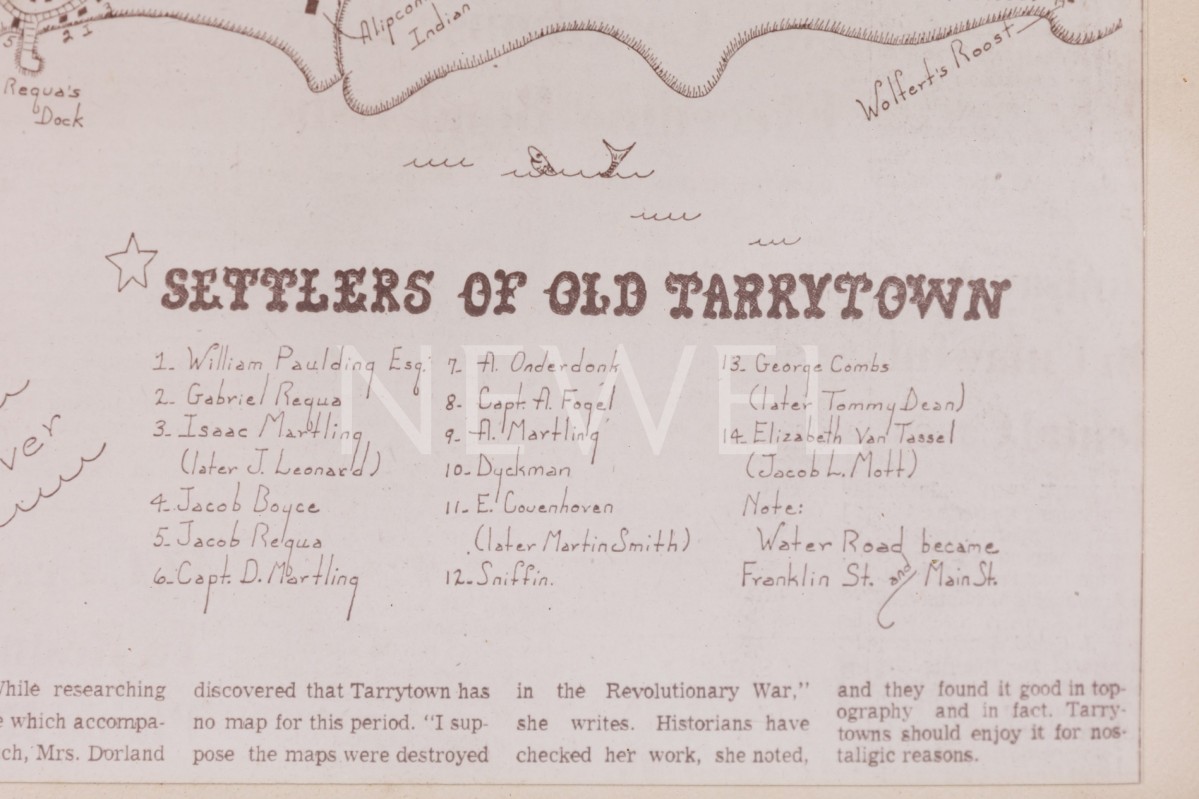 Alipconk
Indian
5 2 1
Requa's
Dock
Wolfert's Roost
SETTLERS OF OLD TARRYTOWN
1- William Paulding Esq.
2- Gabriel Requa
3- Isaac Martling
(later J. Leonard)
4- Jacob Boyce
5- Jacob Requa
6- Capt. D. Martling
7- A. Onderdonk
8- Capt. A. Fogel
9- A. Martling
10- Dyckman
11- E. Couenhoven
(later Martin Smith)
12- Sniffin.
13- George Combs
(later Tommy Dean)
14- Elizabeth Van Tassel
(Jacob L. Mott)
Note:
Water Road became
Franklin St. and Main St.
ver
NEWEL
While researching
e which accompa-
ch, Mrs. Dorland
discovered that Tarrytown has
no map for this period. "I sup-
pose the maps were destroyed
in the Revolutionary War,"
she writes. Historians have
checked her work, she noted,
and they found it good in top-
ography and in fact. Tarry-
towns should enjoy it for nos-
talgic reasons.